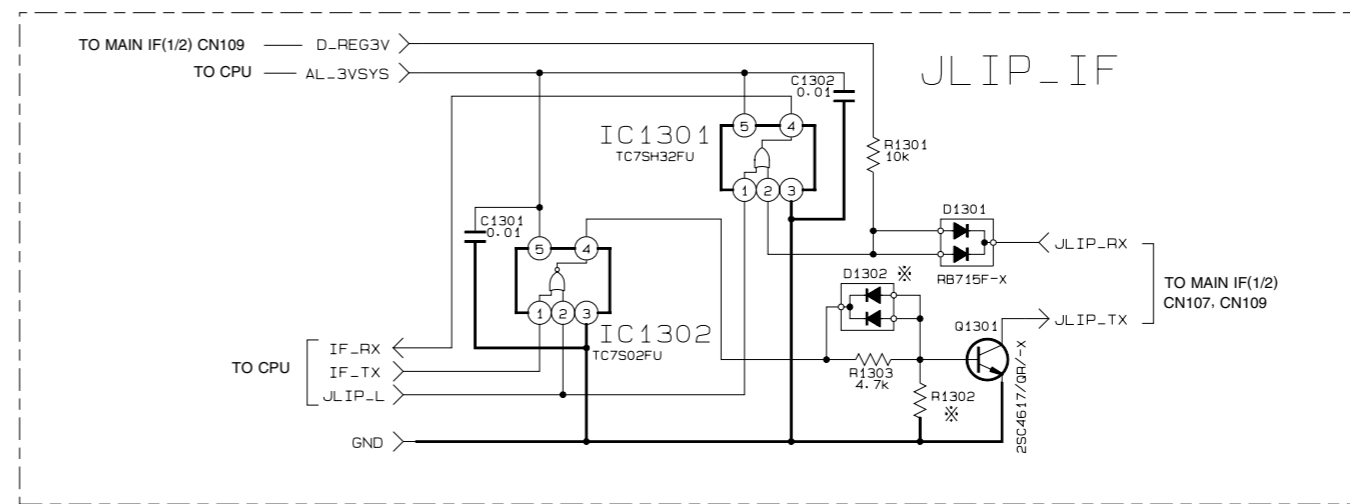 TO MAIN IF(1/2) CN109 D_REG3V
TO CPU AL_3VSYS
JLIP_IF
C1302
0.01
IC1301
TC7SH32FU
5 4
1 2 3
R1301
10k
C1301
0.01
5 4
1 2 3
IC1302
TC7S02FU
D1301
RB715F-X
JLIP_RX
D1302 ※
TO MAIN IF(1/2)
CN107, CN109
Q1301
JLIP_TX
2SC4617/QR/-X
R1303
4.7k
R1302
※
TO CPU
IF_RX
IF_TX
JLIP_L
GND